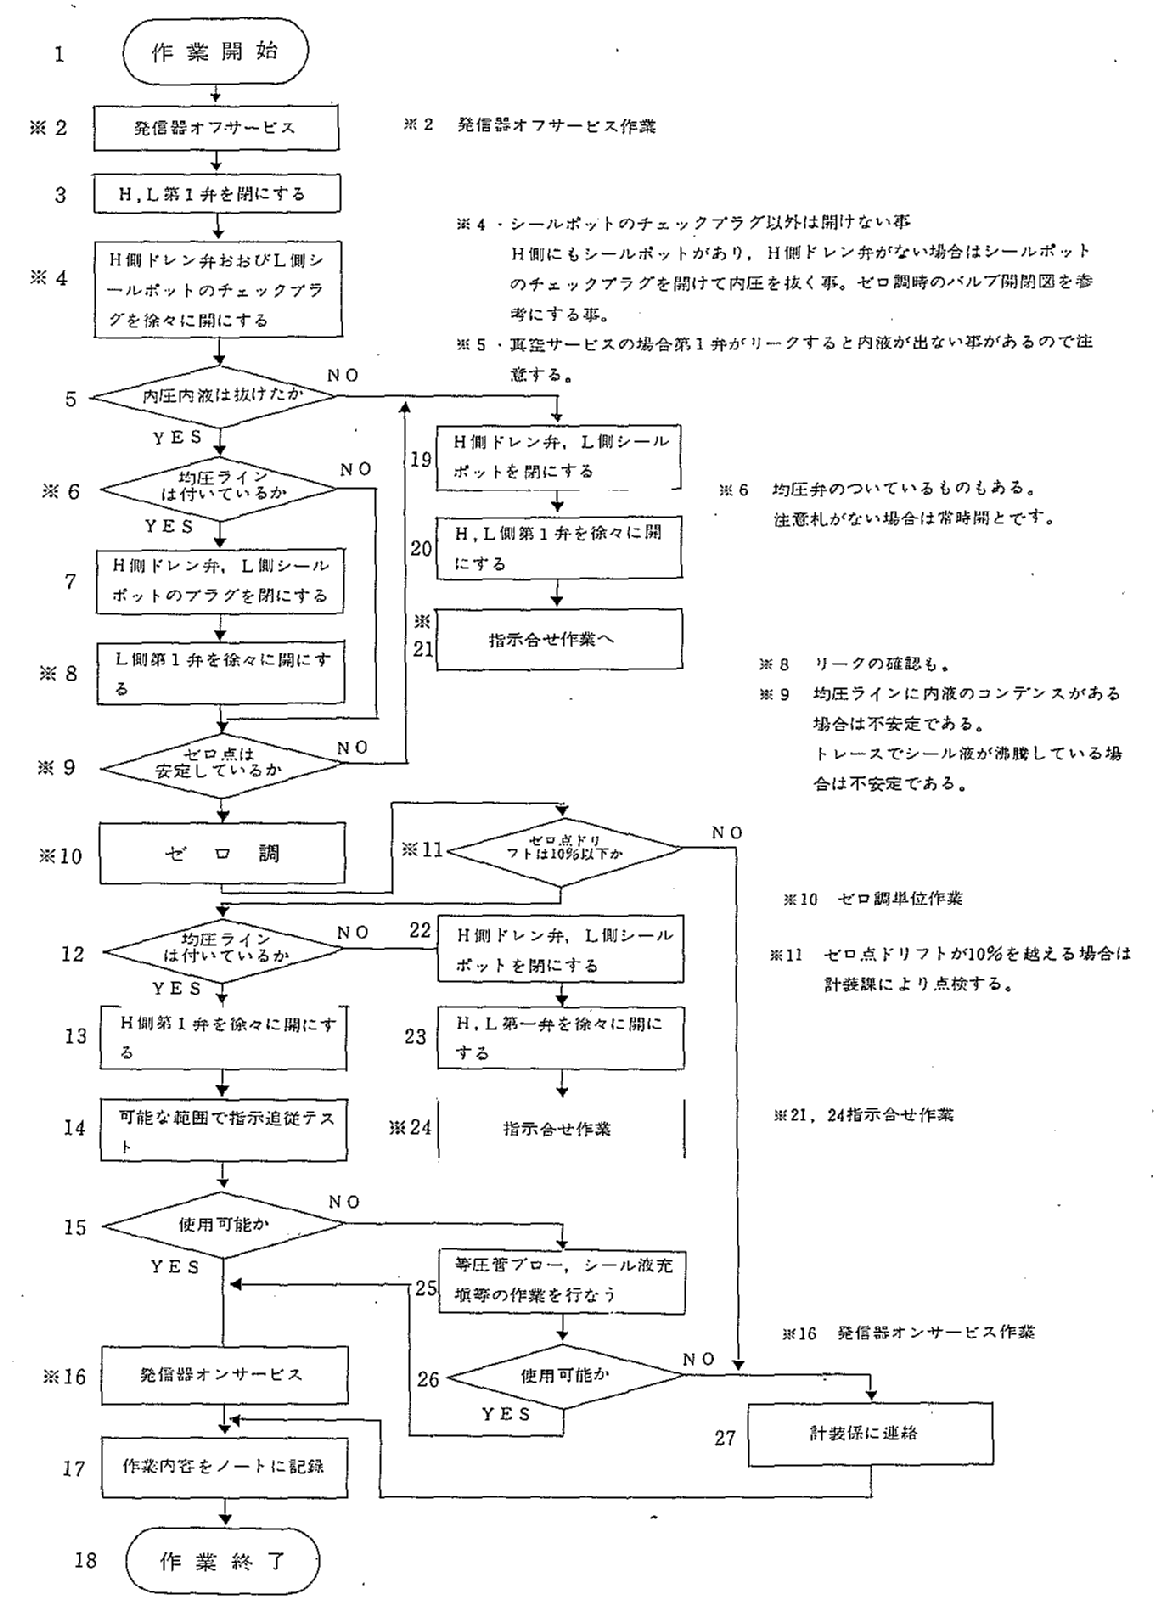 1 作業開始
※2 発信器オフサービス
※2 発信器オフサービス作業
3 H,L第1弁を閉にする
※4 H側ドレン弁おおびL側シ
ールポットのチェックプラ
グを徐々に開にする
※4・シールポットのチェックプラグ以外は開けない事
H側にもシールポットがあり,H側ドレン弁がない場合はシールポット
のチェックプラグを開けて内圧を抜く事。ゼロ調時のバルブ開閉図を参
考にする事。
※5・真空サービスの場合第1弁がリークすると内液が出ない事があるので注
意する。
5 内圧内液は抜けたか
NO
YES
※6 均圧ライン
は付いているか
NO
YES
7 H側ドレン弁,L側シール
ポットのプラグを閉にする
※8 L側第1弁を徐々に開にす
る
※9 ゼロ点は
安定しているか
NO
19 H側ドレン弁,L側シール
ポットを閉にする
20 H,L側第1弁を徐々に開
にする
※
21 指示合せ作業へ
※6 均圧弁のついているものもある。
注意札がない場合は常時開とです。
※8 リークの確認も。
※9 均圧ラインに内液のコンデンスがある
場合は不安定である。
トレースでシール液が沸騰している場
合は不安定である。
※10 ゼロ調
※11 ゼロ点ドリ
フトは10%以下か
NO
※10 ゼロ調単位作業
※11 ゼロ点ドリフトが10%を越える場合は
計装課により点検する。
12 均圧ライン
は付いているか
NO
YES
22 H側ドレン弁,L側シール
ポットを閉にする
13 H側第1弁を徐々に開にす
る
23 H,L第一弁を徐々に開に
する
14 可能な範囲で指示追従テス
ト
※24 指示合せ作業
※21,24指示合せ作業
15 使用可能か
NO
YES
25 等圧管ブロー,シール液充
塡等の作業を行なう
26 使用可能か
NO
YES
※16 発信器オンサービス
※16 発信器オンサービス作業
27 計装係に連絡
17 作業内容をノートに記録
18 作業終了